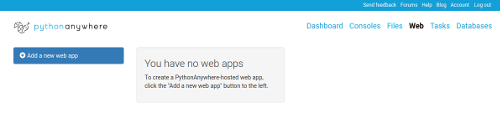 Send feedback Forums Help Blog Account Log out
pythonanywhere
Dashboard Consoles Files Web Tasks Databases
Add a new web app
You have no web apps
To create a PythonAnywhere-hosted web app,
click the "Add a new web app" button to the left.